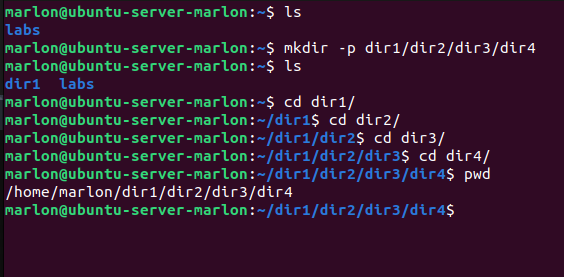 marlon@ubuntu-server-marlon:~$ ls
labs
marlon@ubuntu-server-marlon:~$ mkdir -p dir1/dir2/dir3/dir4
marlon@ubuntu-server-marlon:~$ ls
dir1  labs
marlon@ubuntu-server-marlon:~$ cd dir1/
marlon@ubuntu-server-marlon:~/dir1$ cd dir2/
marlon@ubuntu-server-marlon:~/dir1/dir2$ cd dir3/
marlon@ubuntu-server-marlon:~/dir1/dir2/dir3$ cd dir4/
marlon@ubuntu-server-marlon:~/dir1/dir2/dir3/dir4$ pwd
/home/marlon/dir1/dir2/dir3/dir4
marlon@ubuntu-server-marlon:~/dir1/dir2/dir3/dir4$